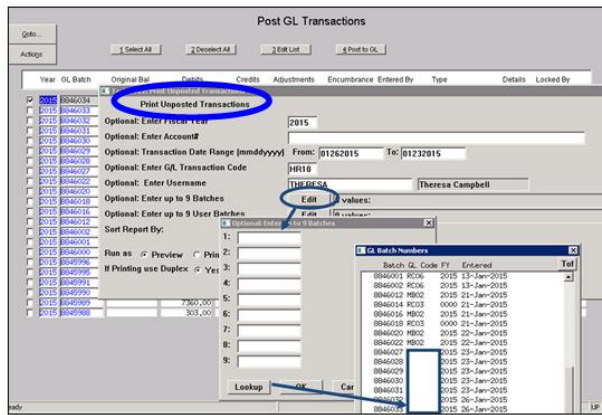 Post GL Transactions
Goto...
Actions
1 Select All 2 Deselect All 3 Edit List 4 Post to GL
Year GL Batch Original Bal Debits Credits Adjustments Encumbrance Entered By Type Details Locked By
2015 8846034
2015 8846033
2015 8846032
2015 8846031
2015 8846030
2015 8846029
2015 8846028
2015 8846027
2015 8846022
2015 8846020
2015 8846018
2015 8846016
2015 8846012
2015 8846002
2015 8846001
2015 8846000
2015 8845996
2015 8845995
2015 8845991
2015 8845990
2015 8845989 7360.00
2015 8845988 303.00
Print Unposted Transactions
Optional: Enter Fiscal Year 2015
Optional: Enter Account#
Optional: Transaction Date Range (mmddyyyy) From: 01262015 To: 01232015
Optional: Enter G/L Transaction Code HR10
Optional: Enter Username THERESA Theresa Campbell
Optional: Enter up to 9 Batches Edit 0 values:
Optional: Enter up to 9 User Batches Edit 0 values:
Sort Report By:
Run as Preview Prin
If Printing use Duplex Yes
Optional: Enter up to 9 Batches
1:
2:
3:
4:
5:
6:
7:
8:
9:
Lookup OK Can
GL Batch Numbers
Batch GL Code FY Entered Tof
8846001 RC06 2015 13-Jan-2015
8846002 RC06 2015 13-Jan-2015
8846012 MB02 2015 21-Jan-2015
8846014 RC03 0000 21-Jan-2015
8846016 MB02 2015 21-Jan-2015
8846018 RC03 0000 21-Jan-2015
8846020 MB02 2015 22-Jan-2015
8846022 MB02 2015 22-Jan-2015
8846027 2015 23-Jan-2015
8846028 2015 23-Jan-2015
8846029 2015 23-Jan-2015
8846030 2015 23-Jan-2015
8846031 2015 23-Jan-2015
8846032 2015 26-Jan-2015
8846033 2015 26-Jan-2015
eady
UP